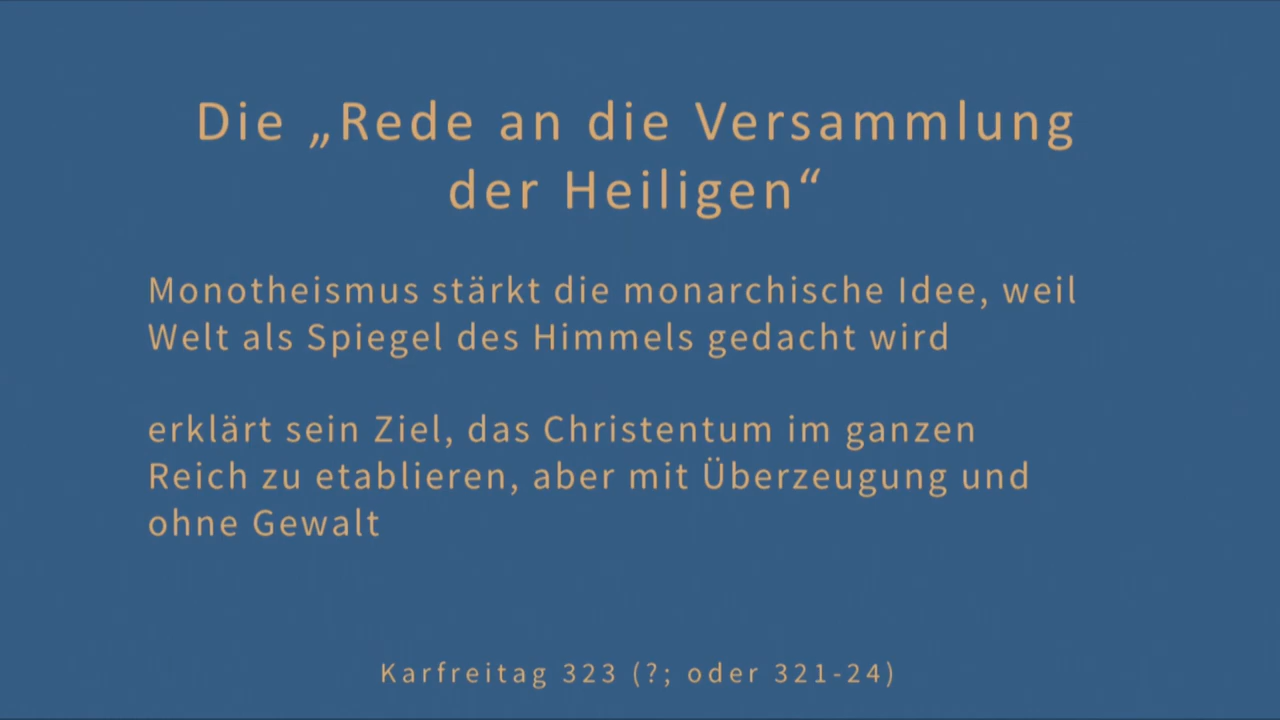 Die „Rede an die Versammlung
der Heiligen“
Monotheismus stärkt die monarchische Idee, weil
Welt als Spiegel des Himmels gedacht wird
erklärt sein Ziel, das Christentum im ganzen
Reich zu etablieren, aber mit Überzeugung und
ohne Gewalt
Karfreitag 323 (?; oder 321-24)